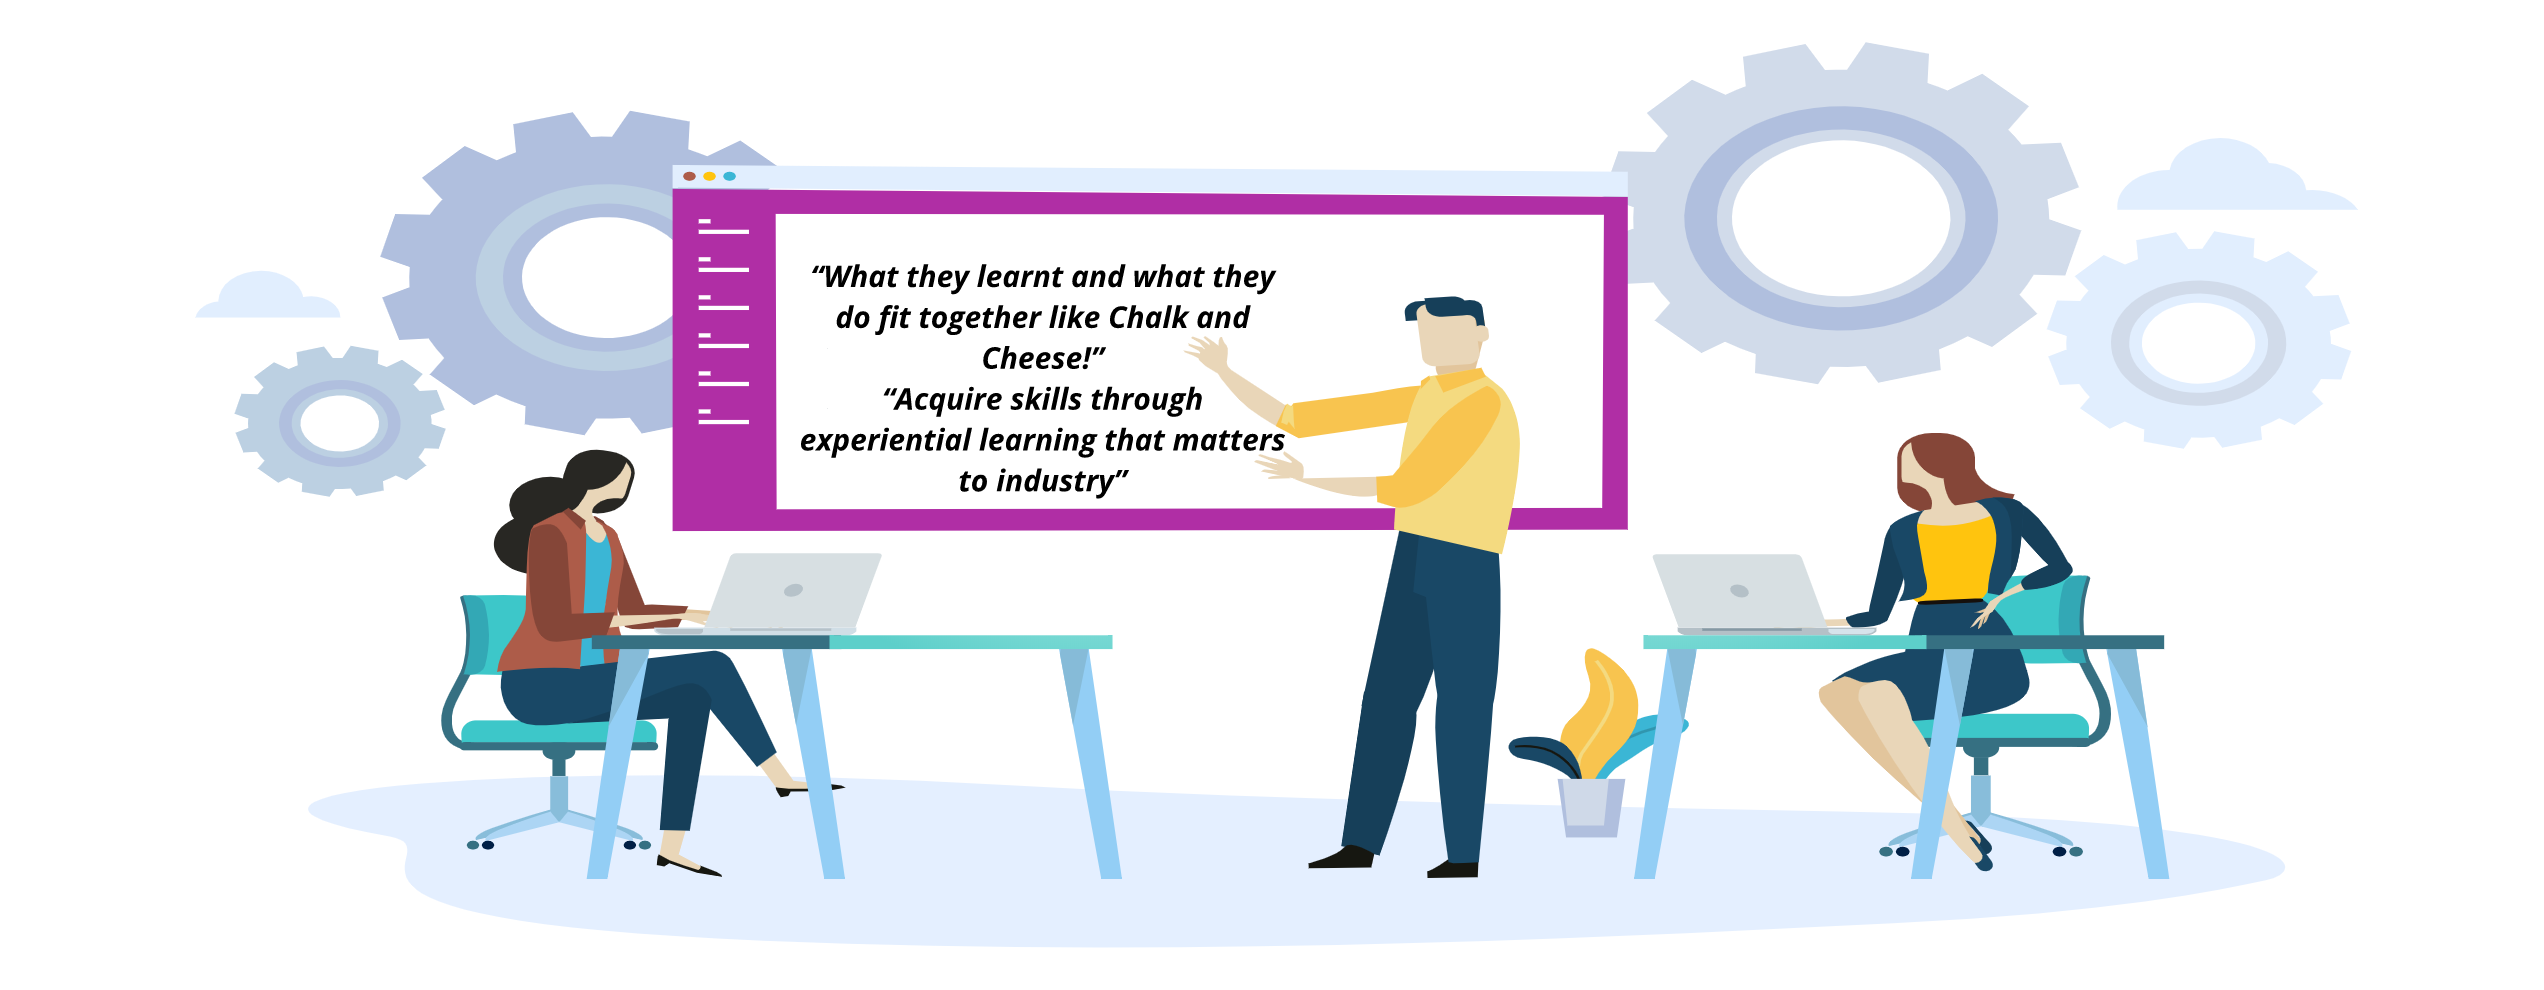 “What they learnt and what they
do fit together like Chalk and
Cheese!”
“Acquire skills through
experiential learning that matters
to industry”